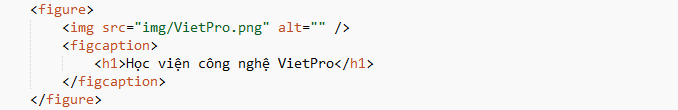 <figure>
<img src="img/VietPro.png" alt="" />
<figcaption>
<h1>Học viện công nghệ VietPro</h1>
</figcaption>
</figure>